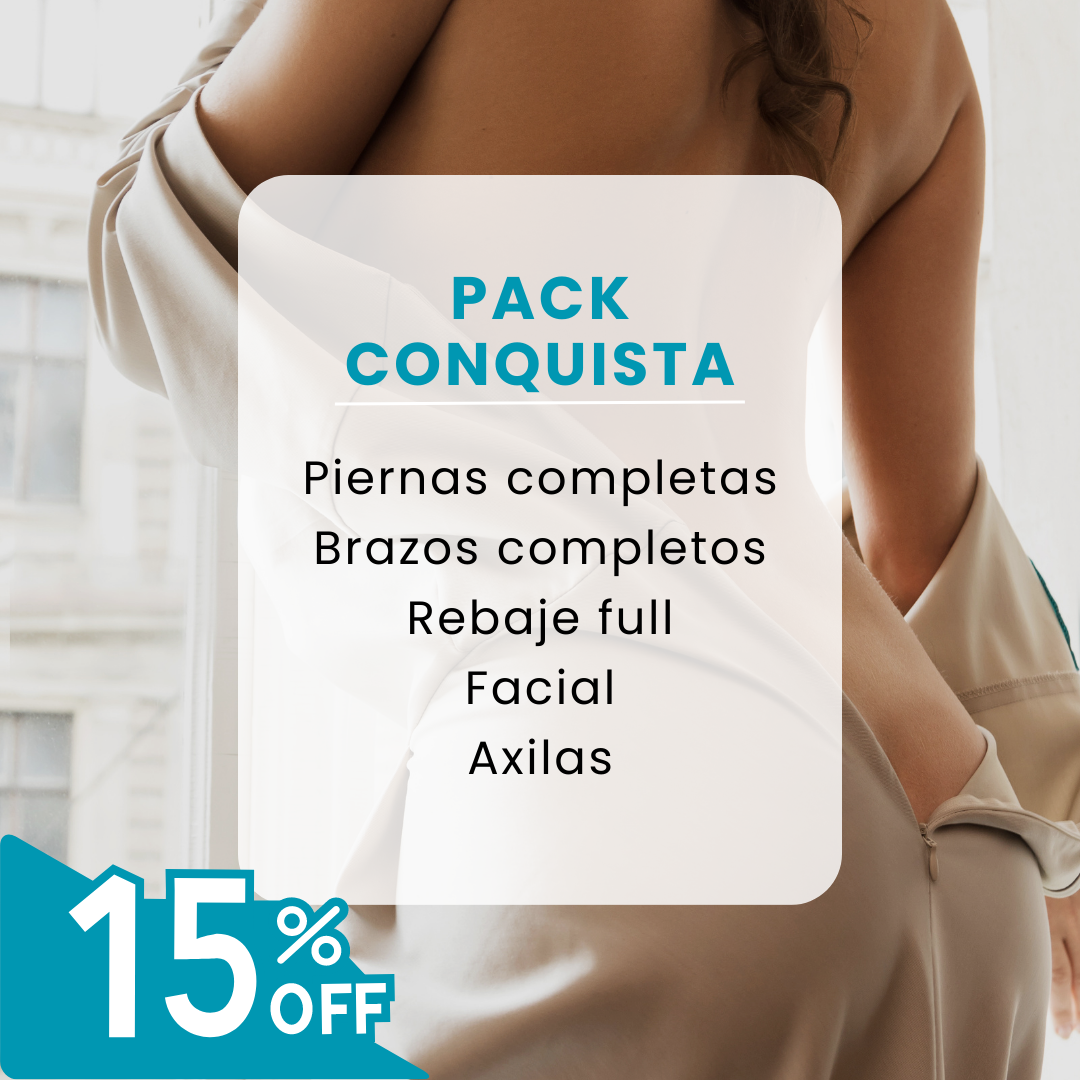 PACK
CONQUISTA
Piernas completas
Brazos completos
Rebaje full
Facial
Axilas
15%
OFF